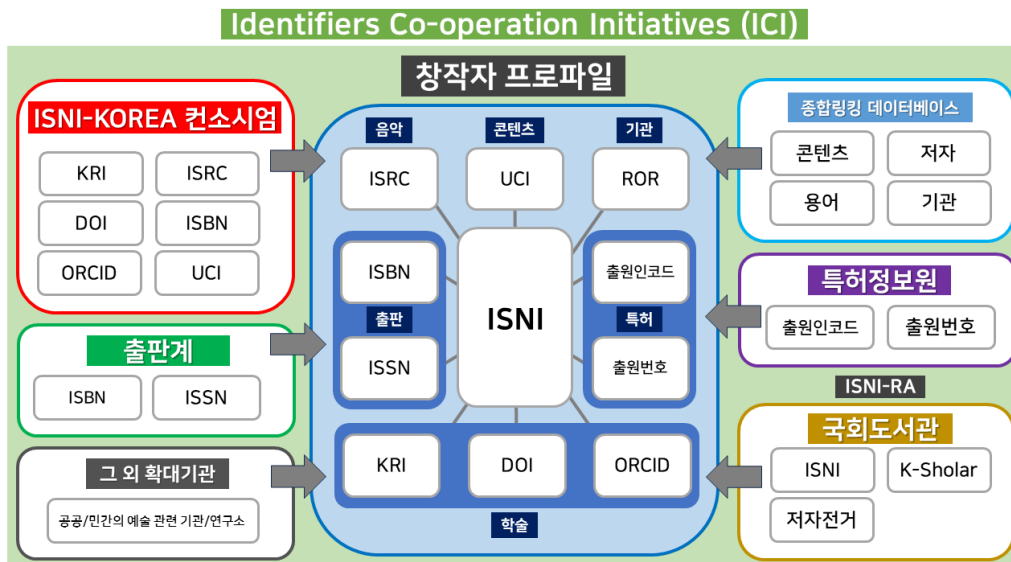 Identifiers Co-operation Initiatives (ICI)
창작자 프로파일
ISNI-KOREA 컨소시엄
KRI
ISRC
DOI
ISBN
ORCID
UCI
출판계
ISBN
ISSN
그 외 확대기관
공공/민간의 예술 관련 기관/연구소
음악
콘텐츠
기관
ISRC
UCI
ROR
ISBN
출판
ISSN
ISNI
출원인코드
특허
출원번호
KRI
DOI
ORCID
학술
종합링킹 데이터베이스
콘텐츠
저자
용어
기관
특허정보원
출원인코드
출원번호
ISNI-RA
국회도서관
ISNI
K-Sholar
저자전거